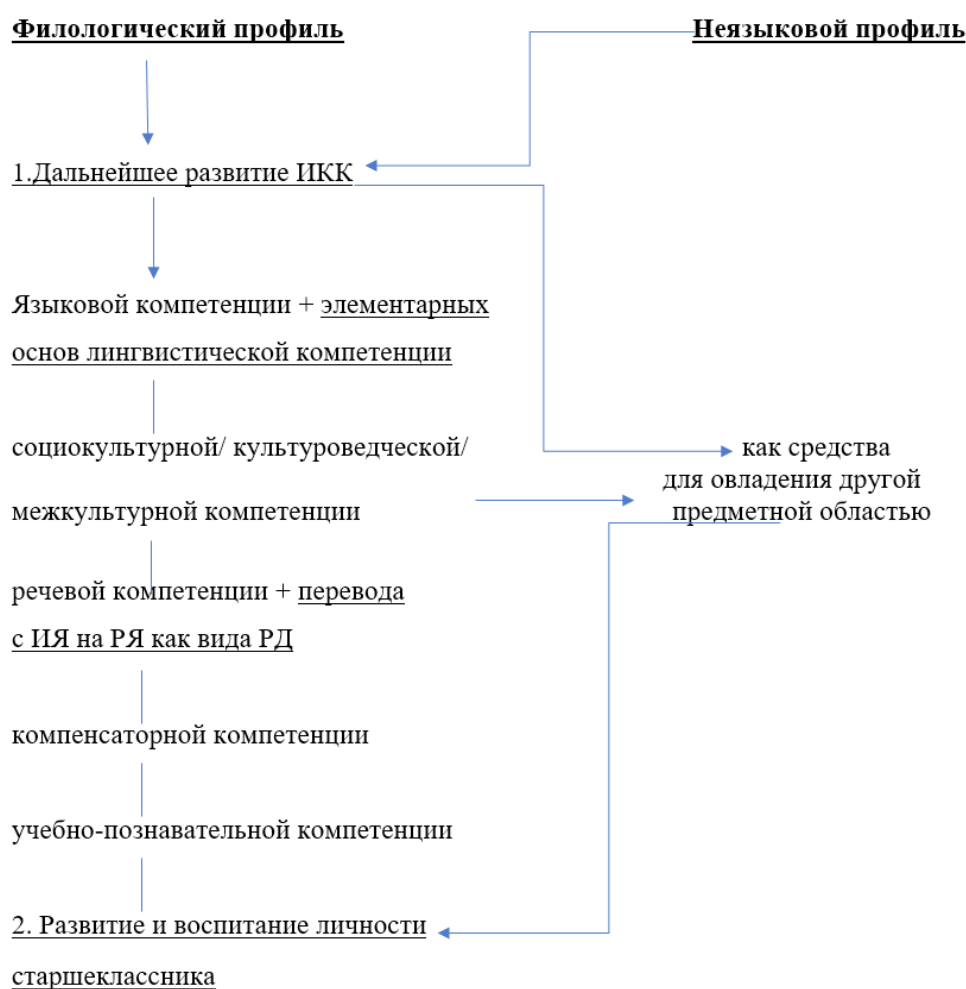 Филологический профиль
Неязыковой профиль
1.Дальнейшее развитие ИКК
Языковой компетенции + элементарных
основ лингвистической компетенции
социокультурной/ культуроведческой/
межкультурной компетенции
как средства
для овладения другой
предметной областью
речевой компетенции + перевода
с ИЯ на РЯ как вида РД
компенсаторной компетенции
учебно-познавательной компетенции
2. Развитие и воспитание личности
старшеклассника